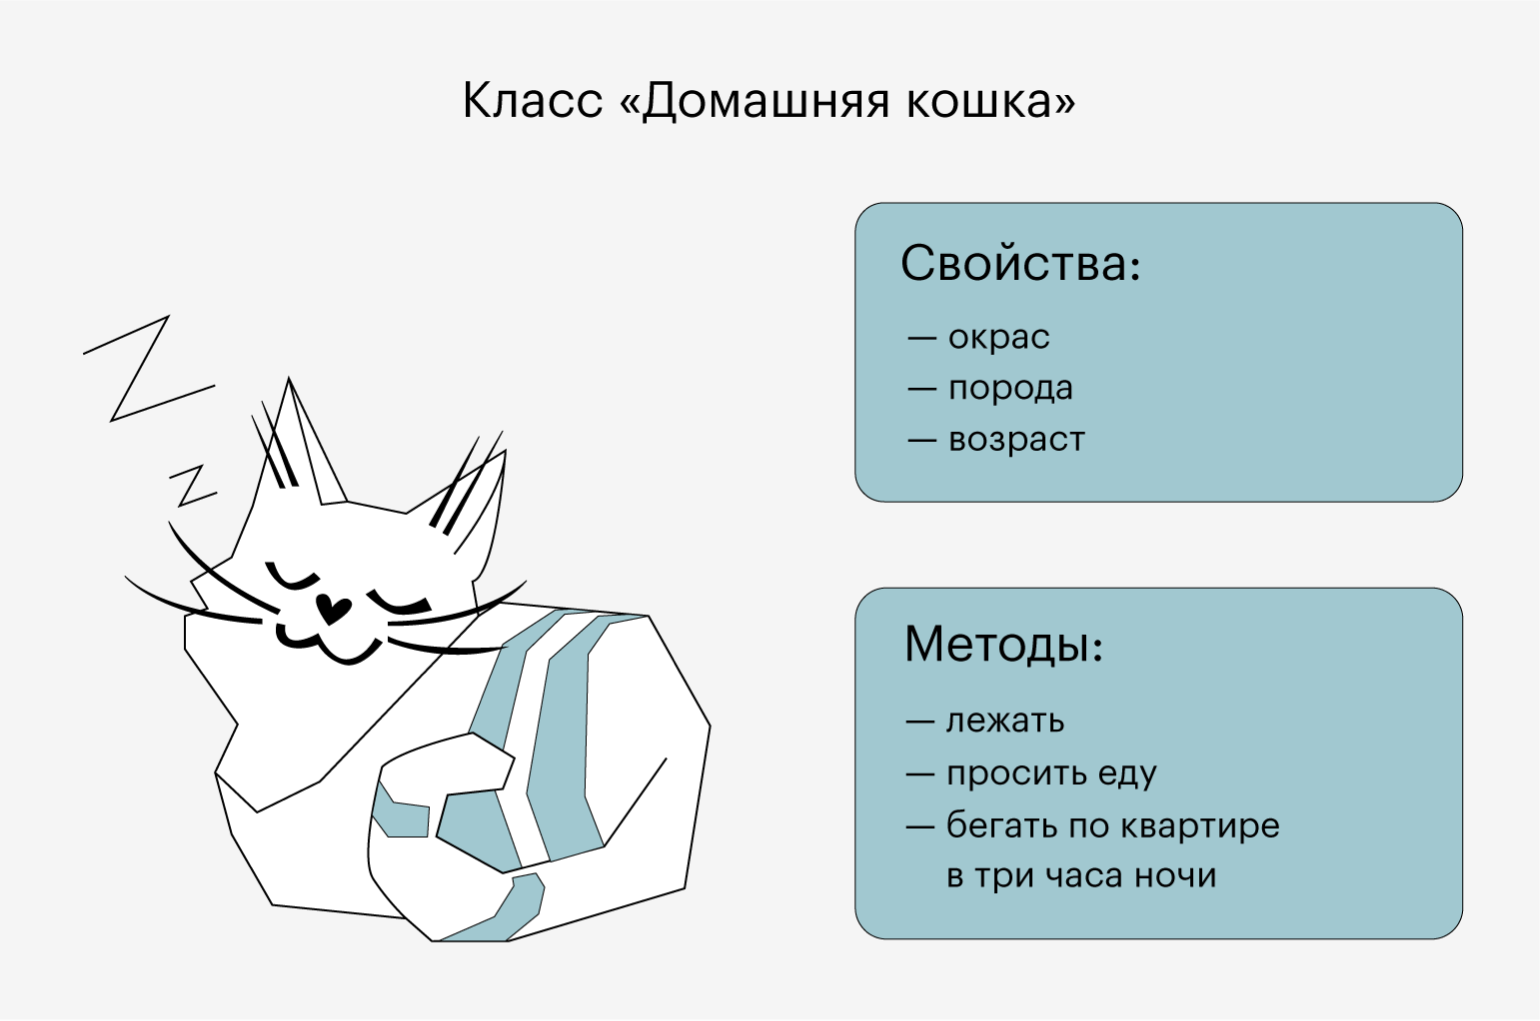 Класс «Домашняя кошка»
Z
z
Свойства:
— окрас
— порода
— возраст
Методы:
— лежать
— просить еду
— бегать по квартире
в три часа ночи